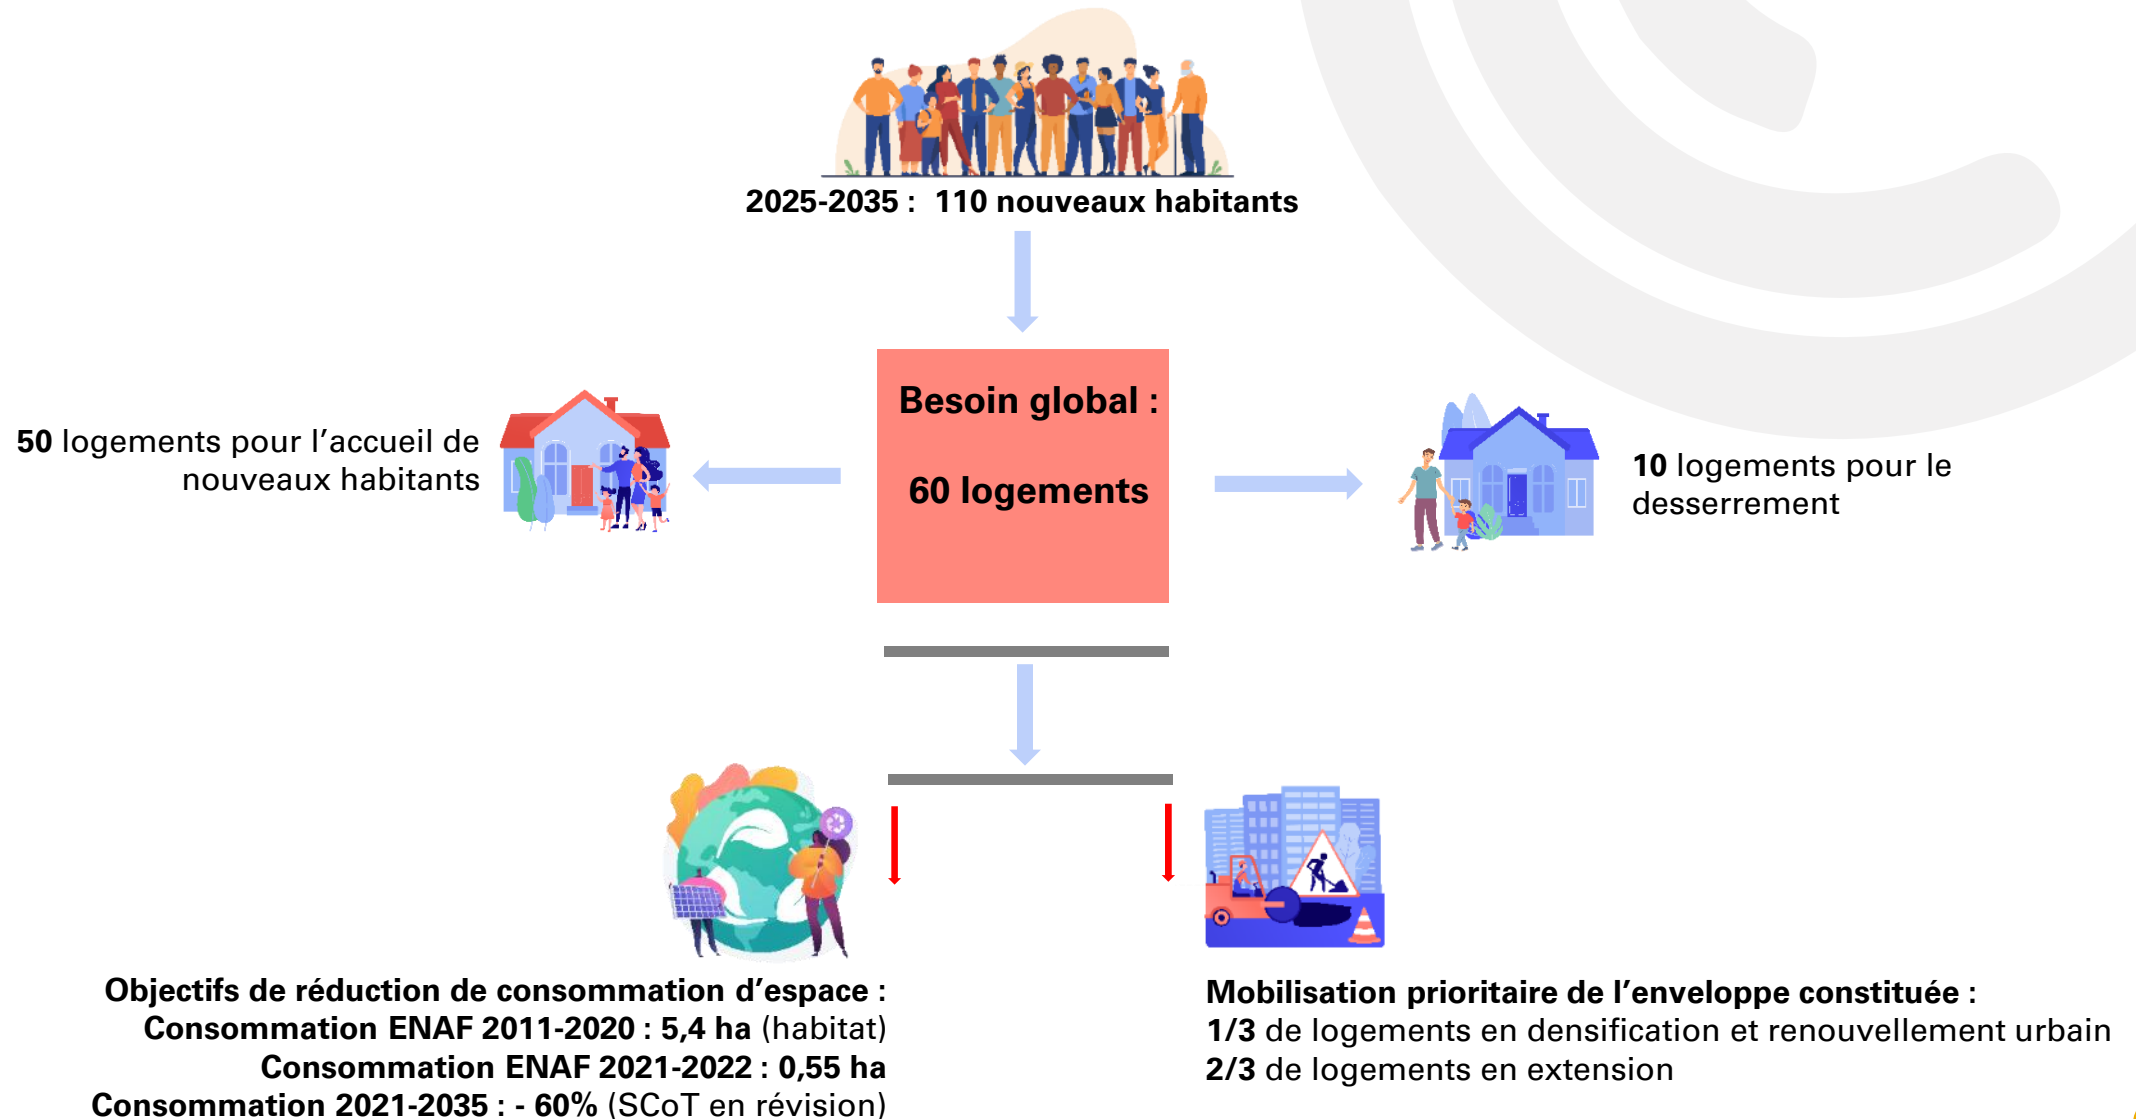 2025-2035 : 110 nouveaux habitants
Besoin global :
60 logements
50 logements pour l’accueil de
nouveaux habitants
10 logements pour le
desserrement
Objectifs de réduction de consommation d’espace :
Consommation ENAF 2011-2020 : 5,4 ha (habitat)
Consommation ENAF 2021-2022 : 0,55 ha
Consommation 2021-2035 : - 60% (SCoT en révision)
Mobilisation prioritaire de l’enveloppe constituée :
1/3 de logements en densification et renouvellement urbain
2/3 de logements en extension